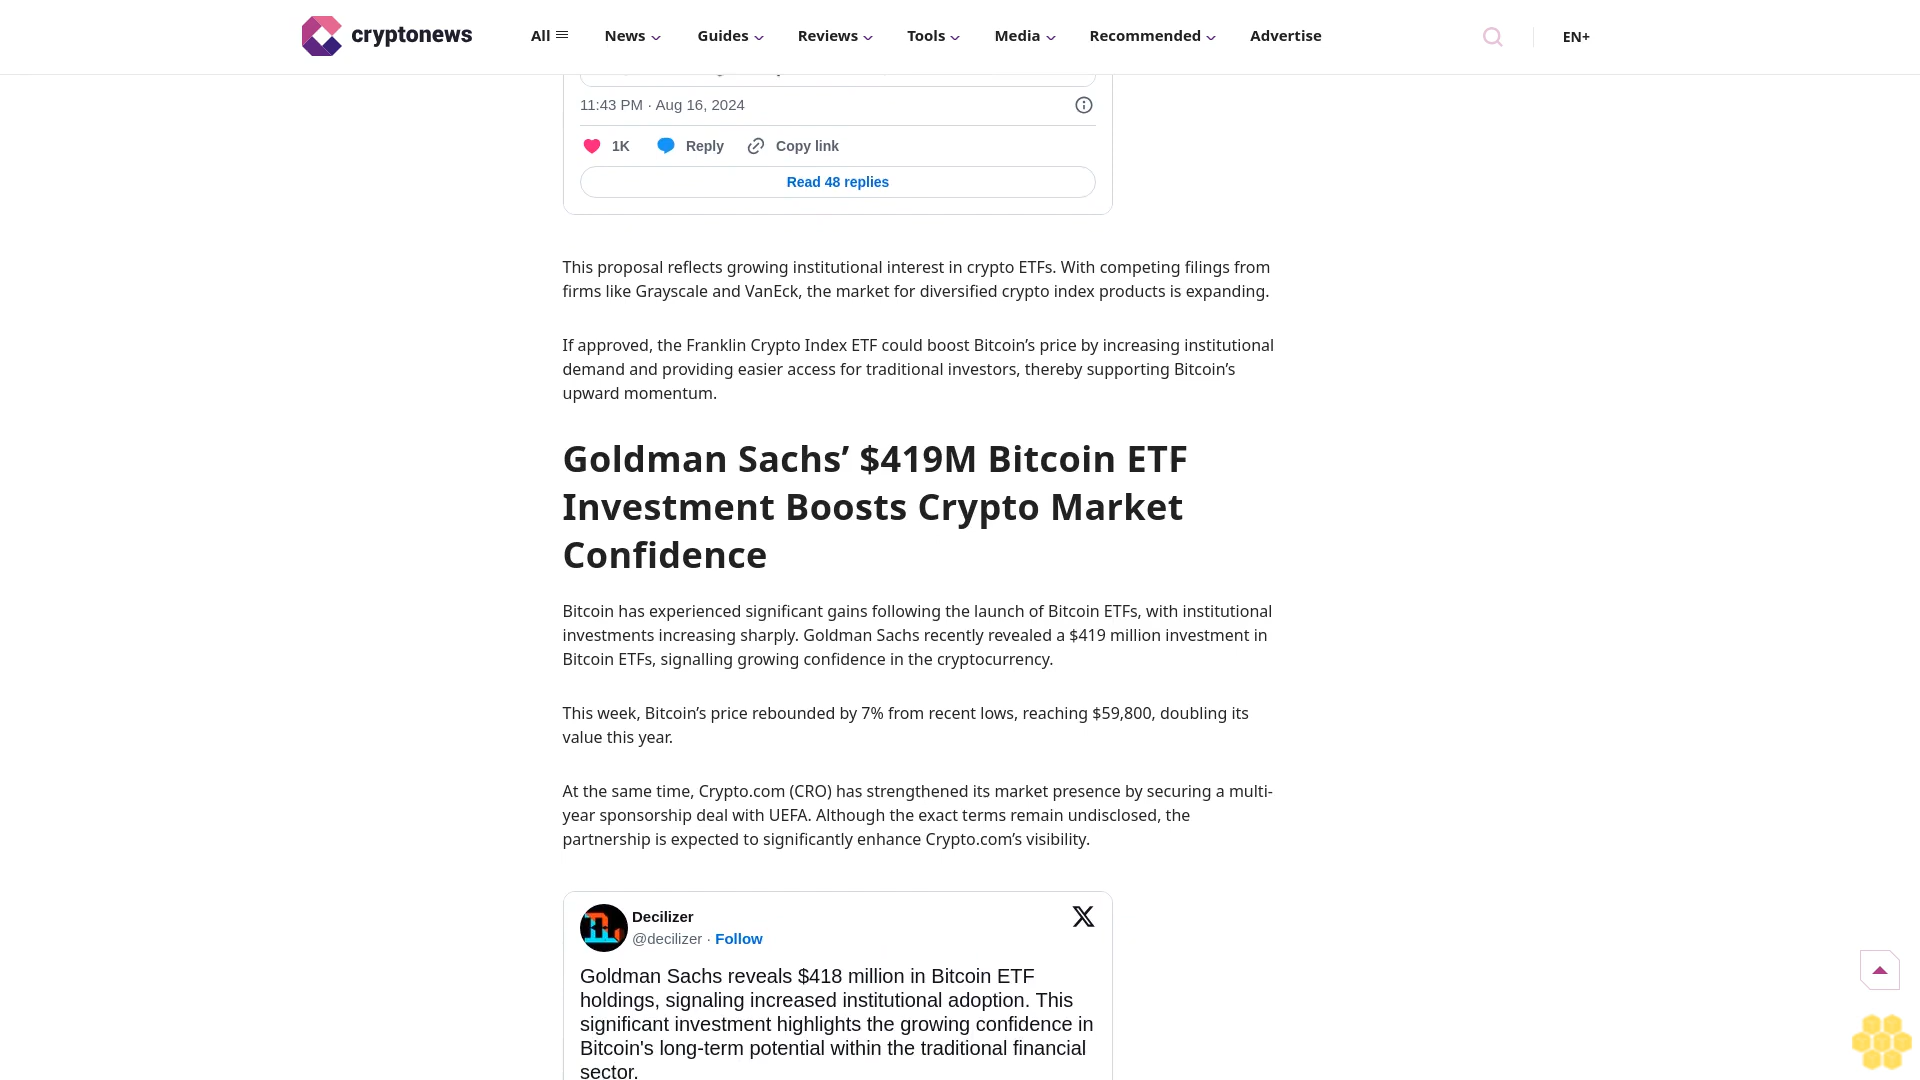 cryptonews
All
News
Guides
Reviews
Tools
Media
Recommended
Advertise
EN+
11:43 PM · Aug 16, 2024
1K
Reply
Copy link
Read 48 replies
This proposal reflects growing institutional interest in crypto ETFs. With competing filings from
firms like Grayscale and VanEck, the market for diversified crypto index products is expanding.
If approved, the Franklin Crypto Index ETF could boost Bitcoin’s price by increasing institutional
demand and providing easier access for traditional investors, thereby supporting Bitcoin’s
upward momentum.
Goldman Sachs’ $419M Bitcoin ETF
Investment Boosts Crypto Market
Confidence
Bitcoin has experienced significant gains following the launch of Bitcoin ETFs, with institutional
investments increasing sharply. Goldman Sachs recently revealed a $419 million investment in
Bitcoin ETFs, signalling growing confidence in the cryptocurrency.
This week, Bitcoin’s price rebounded by 7% from recent lows, reaching $59,800, doubling its
value this year.
At the same time, Crypto.com (CRO) has strengthened its market presence by securing a multi-
year sponsorship deal with UEFA. Although the exact terms remain undisclosed, the
partnership is expected to significantly enhance Crypto.com’s visibility.
Decilizer
@decilizer · Follow
Goldman Sachs reveals $418 million in Bitcoin ETF
holdings, signaling increased institutional adoption. This
significant investment highlights the growing confidence in
Bitcoin's long-term potential within the traditional financial
sector.